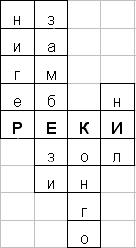 н з
и а
г м
е б н
Р Е К И
з о л
и н
г
о